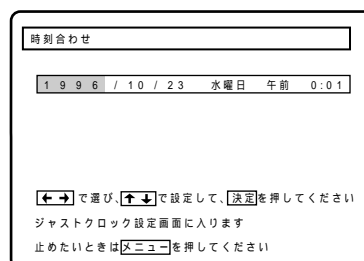 時刻合わせ
1996/10/23 水曜日 午前 0:01
←→で選び、↑↓で設定して、決定を押してください
ジャストクロック設定画面に入ります
止めたいときはメニューを押してください